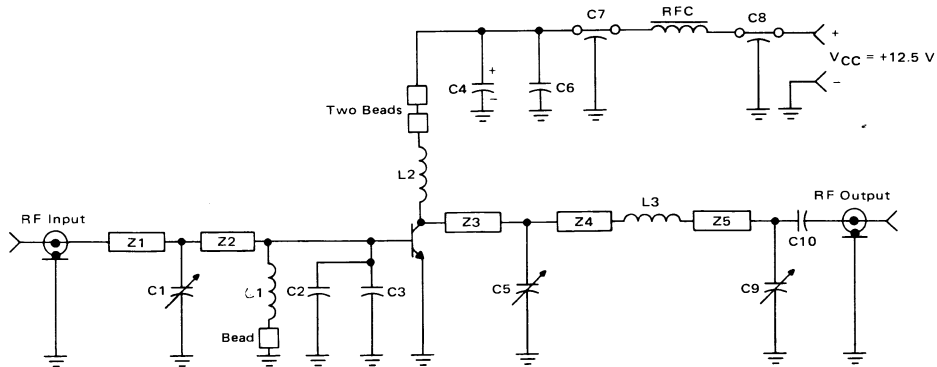 C7
RFC
C8
+
VCC = +12.5 V
−
+
C4
−
C6
Two Beads
L2
RF Input
RF Output
Z1
Z2
Z3
Z4
L3
Z5
C10
C1
L1
C2
C3
C5
C9
Bead